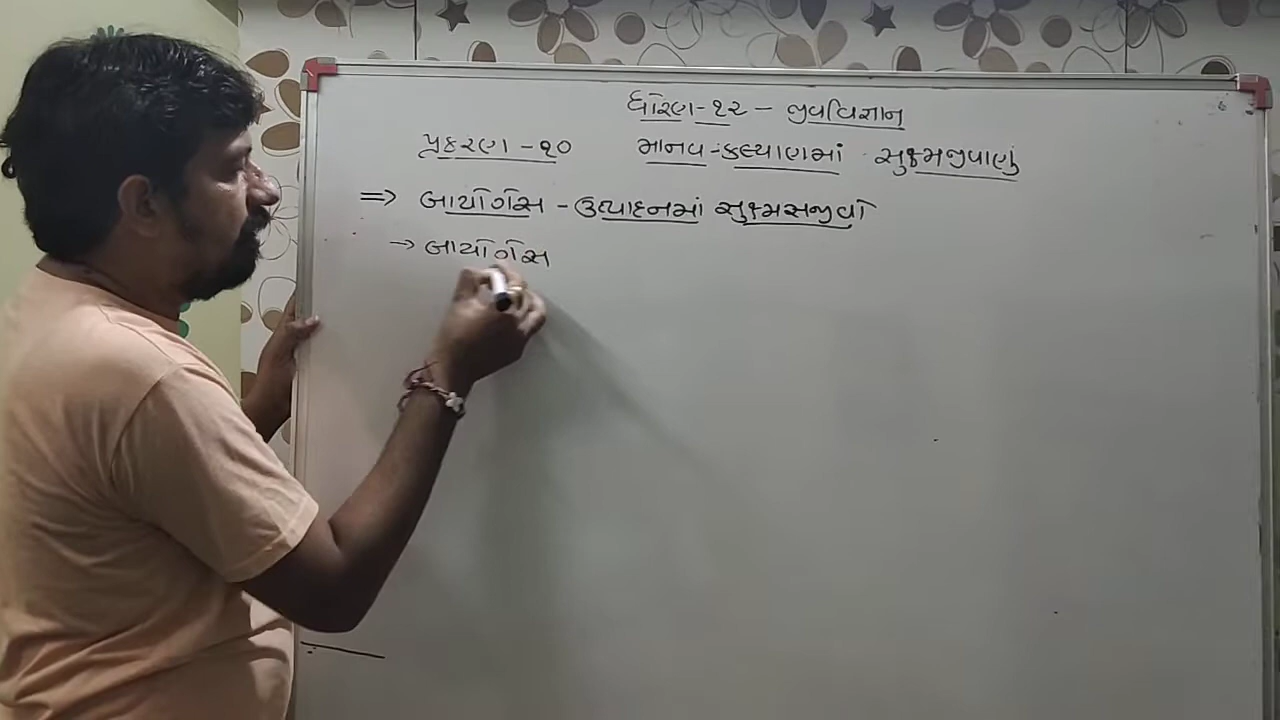 ધોરણ-૧૨ - જીવવિજ્ઞાન
પ્રકરણ-૧૦ માનવ-કલ્યાણમાં સુક્ષ્મજીવાણું
⇒ બાયોગેસ - ઉત્પાદનમાં સુક્ષ્મસજીવો
→ બાયોગેસ